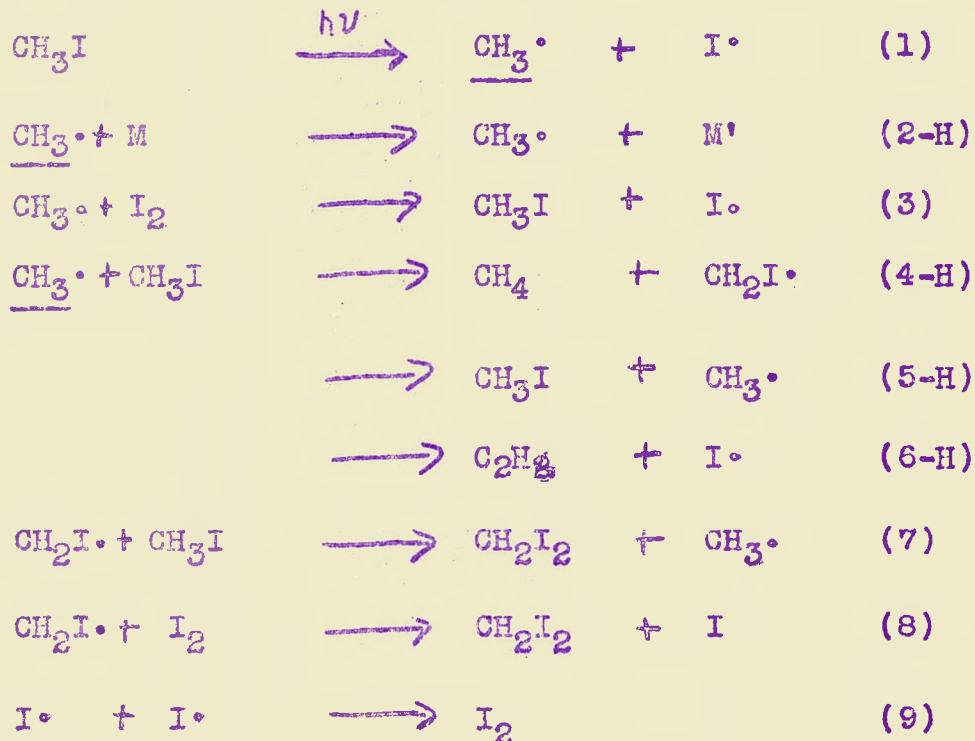 CH₃I hν ⟶ CH₃• + I• (1)
CH₃• + M ⟶ CH₃• + M' (2-H)
CH₃• + I₂ ⟶ CH₃I + I• (3)
CH₃• + CH₃I ⟶ CH₄ + CH₂I• (4-H)
⟶ CH₃I + CH₃• (5-H)
⟶ C₂H₆ + I• (6-H)
CH₂I• + CH₃I ⟶ CH₂I₂ + CH₃• (7)
CH₂I• + I₂ ⟶ CH₂I₂ + I (8)
I• + I• ⟶ I₂ (9)